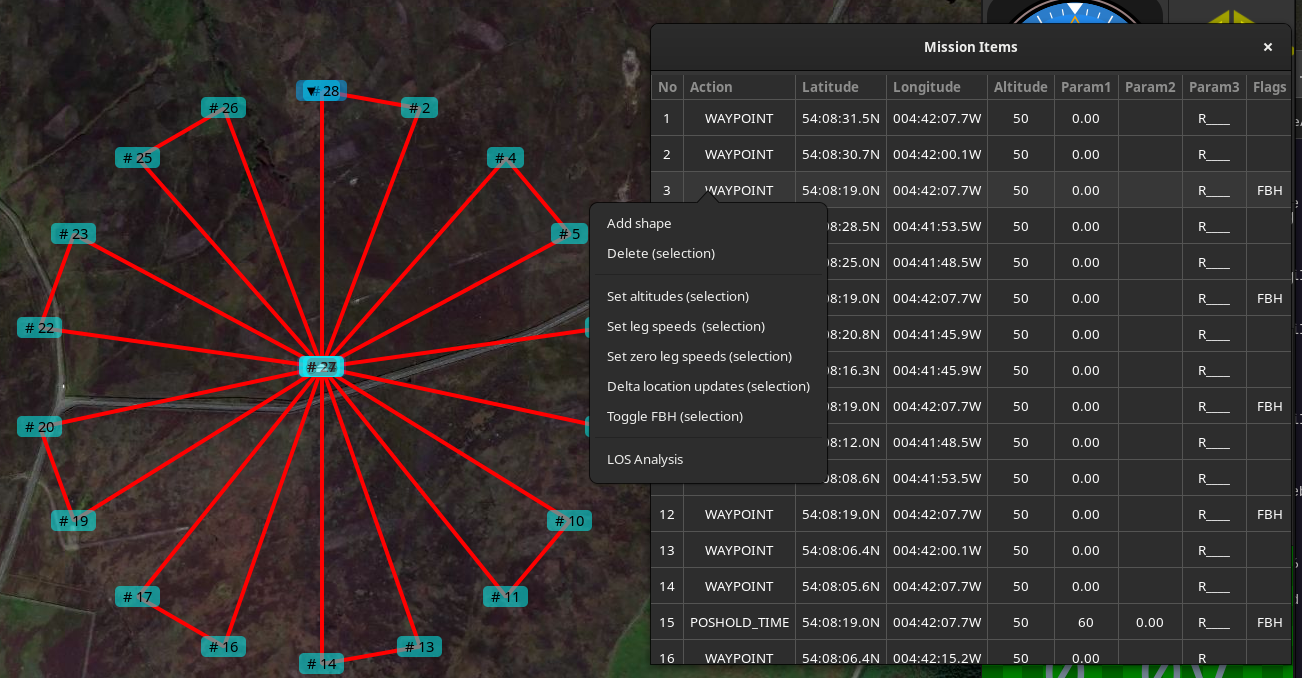 # 28
# 26
# 2
# 25
# 4
# 23
# 5
# 22
# 27
# 20
# 19
# 10
# 17
# 11
# 16
# 13
# 14
Mission Items ×
No Action Latitude Longitude Altitude Param1 Param2 Param3 Flags
1 WAYPOINT 54:08:31.5N 004:42:07.7W 50 0.00 R____
2 WAYPOINT 54:08:30.7N 004:42:00.1W 50 0.00 R____
3 WAYPOINT 54:08:19.0N 004:42:07.7W 50 0.00 R____ FBH
08:28.5N 004:41:53.5W 50 0.00 R____
08:25.0N 004:41:48.5W 50 0.00 R____
08:19.0N 004:42:07.7W 50 0.00 R____ FBH
08:20.8N 004:41:45.9W 50 0.00 R____
08:16.3N 004:41:45.9W 50 0.00 R____
08:19.0N 004:42:07.7W 50 0.00 R____ FBH
08:12.0N 004:41:48.5W 50 0.00 R____
08:08.6N 004:41:53.5W 50 0.00 R____
12 WAYPOINT 54:08:19.0N 004:42:07.7W 50 0.00 R____ FBH
13 WAYPOINT 54:08:06.4N 004:42:00.1W 50 0.00 R____
14 WAYPOINT 54:08:05.6N 004:42:07.7W 50 0.00 R____
15 POSHOLD_TIME 54:08:19.0N 004:42:07.7W 50 60 0.00 R____ FBH
16 WAYPOINT 54:08:06.4N 004:42:15.2W 50 0.00 R
Add shape
Delete (selection)
Set altitudes (selection)
Set leg speeds (selection)
Set zero leg speeds (selection)
Delta location updates (selection)
Toggle FBH (selection)
LOS Analysis